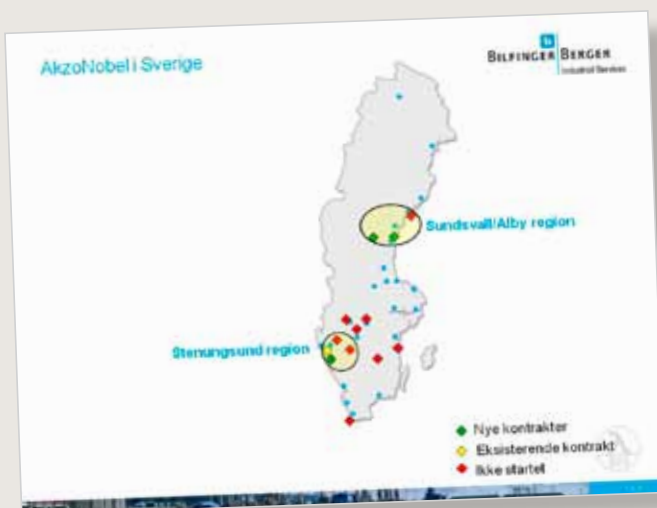 AkzoNobel i Sverige
BILFINGER BERGER
Industrial Services
Sundsvall/Alby region
Stenungsund region
Nye kontrakter
Eksisterende kontrakt
Ikke startet